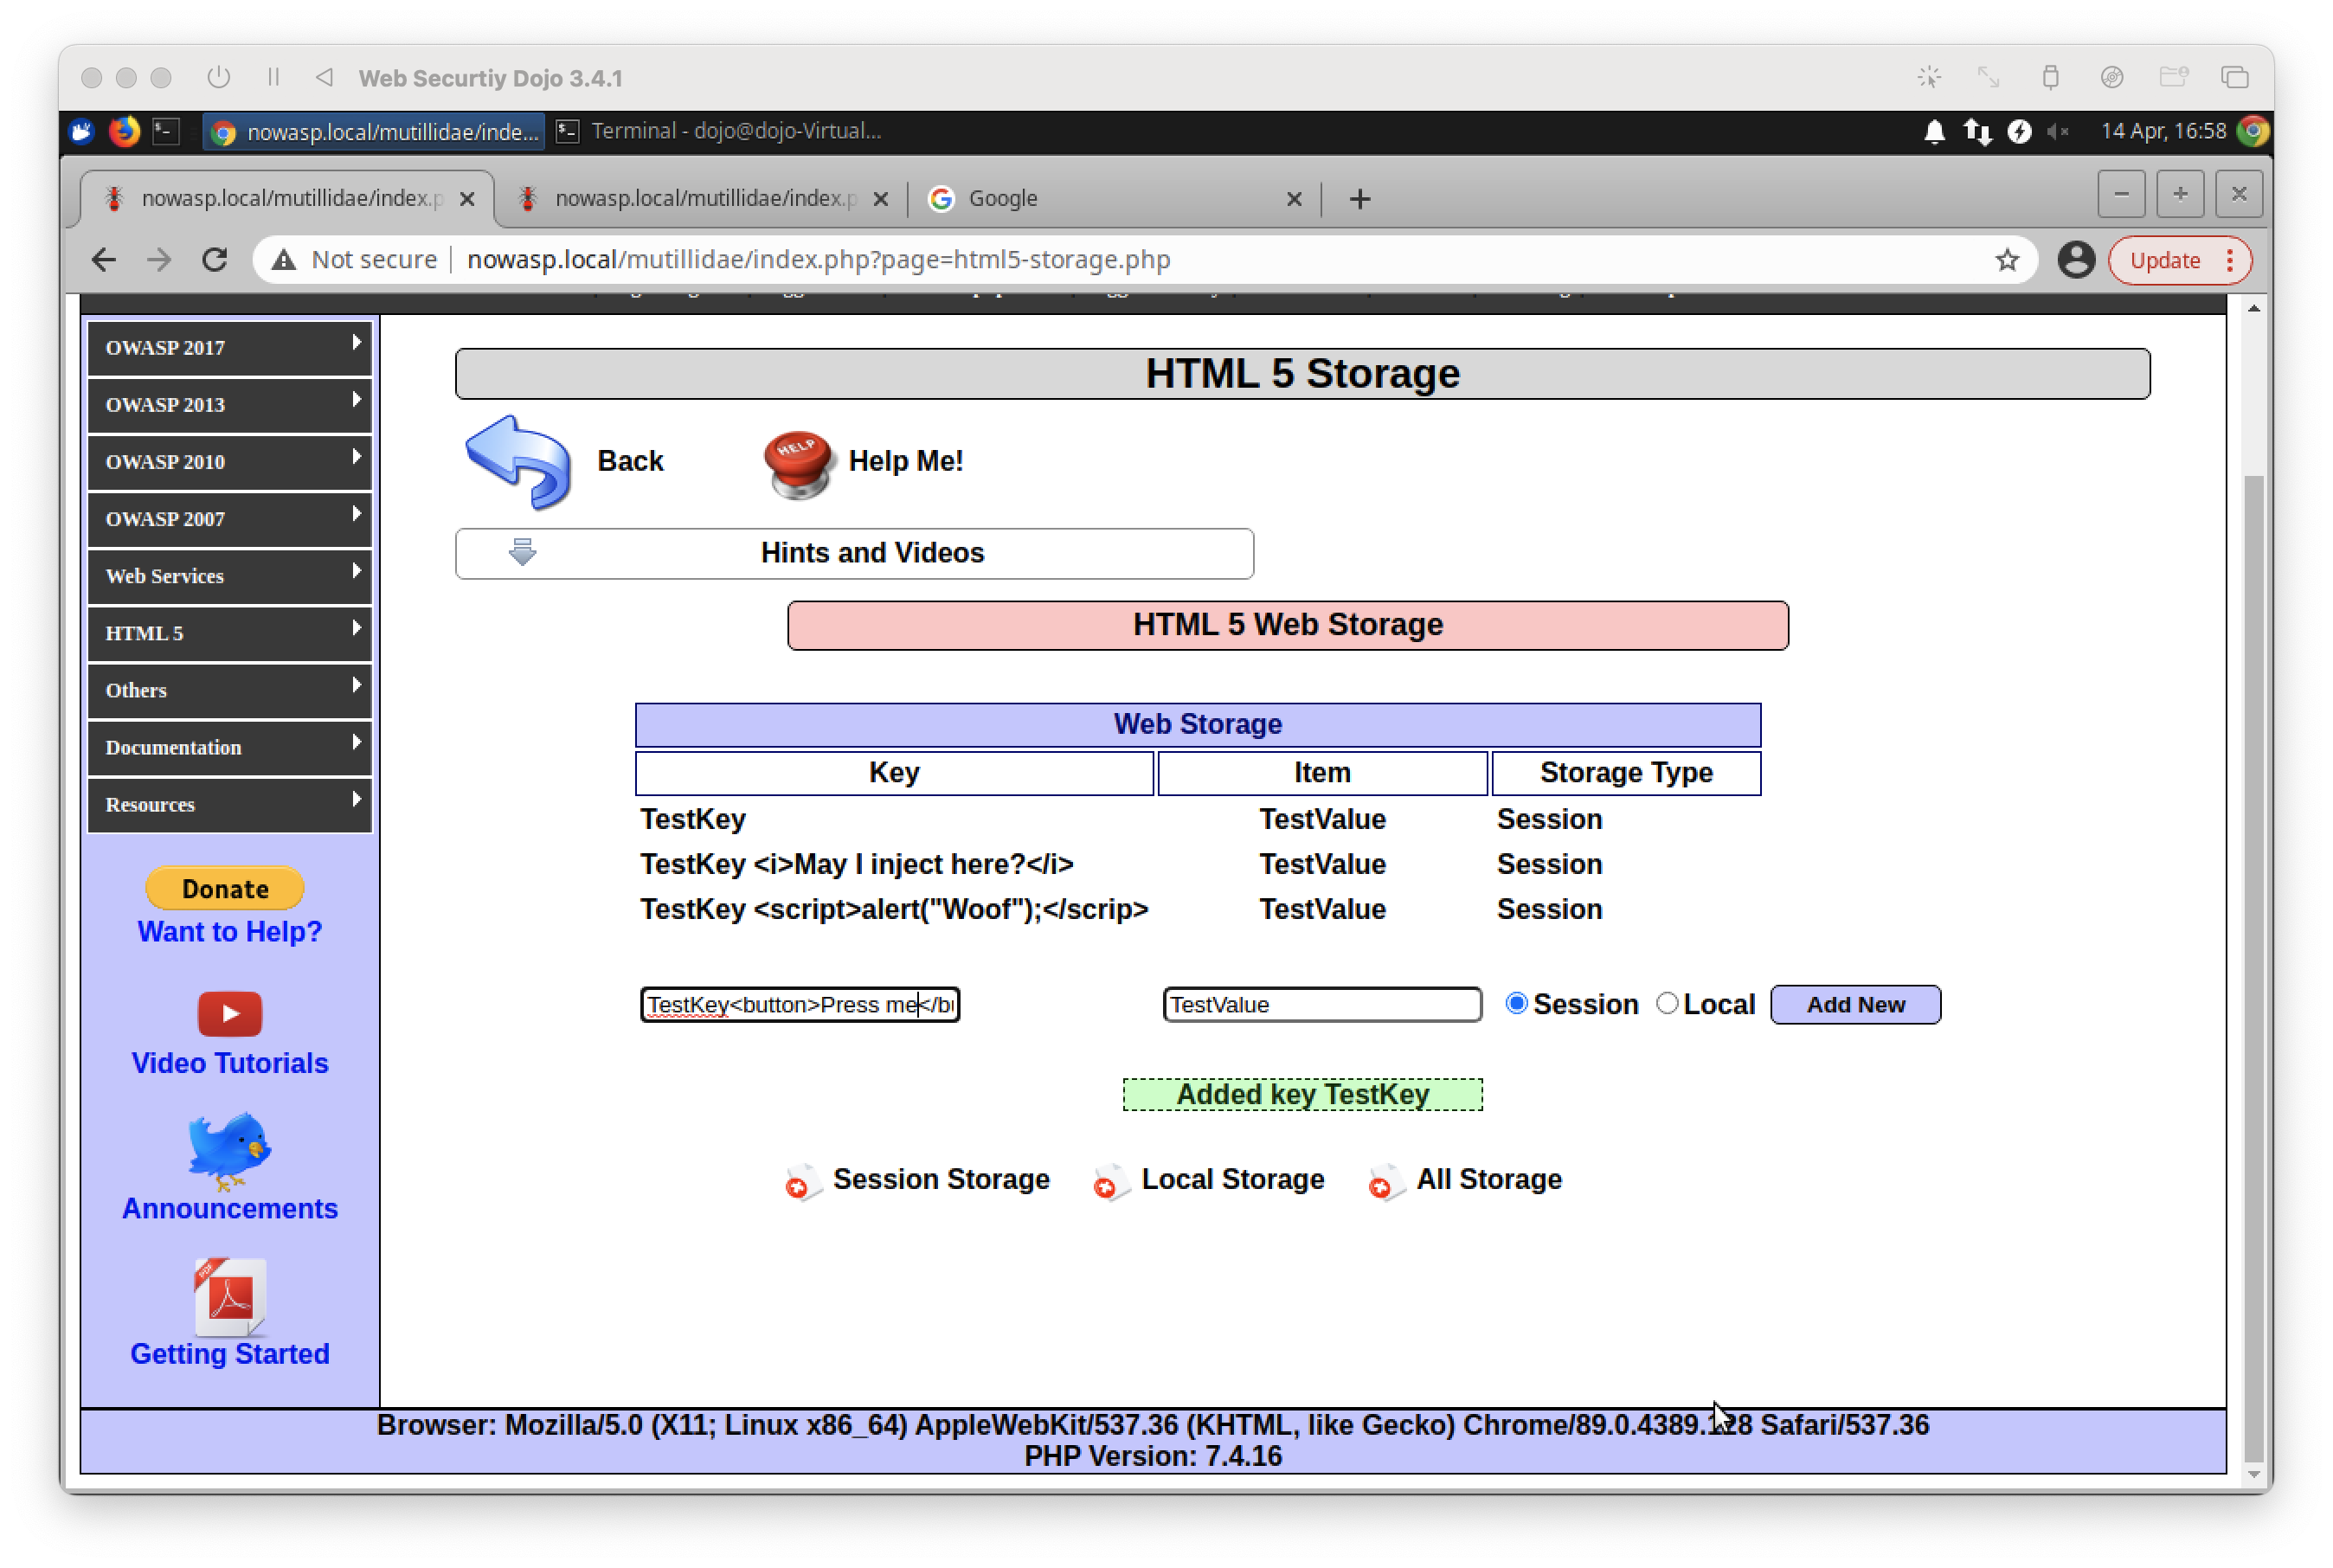 Web Securtiy Dojo 3.4.1
nowasp.local/mutillidae/inde...
Terminal - dojo@dojo-Virtual...
14 Apr, 16:58
nowasp.local/mutillidae/index.p
nowasp.local/mutillidae/index.p
Google
Not secure
nowasp.local/mutillidae/index.php?page=html5-storage.php
Update
OWASP 2017
OWASP 2013
OWASP 2010
OWASP 2007
Web Services
HTML 5
Others
Documentation
Resources
Donate
Want to Help?
Video Tutorials
Announcements
PDF
Getting Started
HTML 5 Storage
Back
HELP
Help Me!
Hints and Videos
HTML 5 Web Storage
Web Storage
Key Item Storage Type
TestKey TestValue Session
TestKey <i>May I inject here?</i> TestValue Session
TestKey <script>alert("Woof");</scrip> TestValue Session
TestKey<button>Press me</bu TestValue Session Local Add New
Added key TestKey
Session Storage Local Storage All Storage
Browser: Mozilla/5.0 (X11; Linux x86_64) AppleWebKit/537.36 (KHTML, like Gecko) Chrome/89.0.4389.128 Safari/537.36
PHP Version: 7.4.16